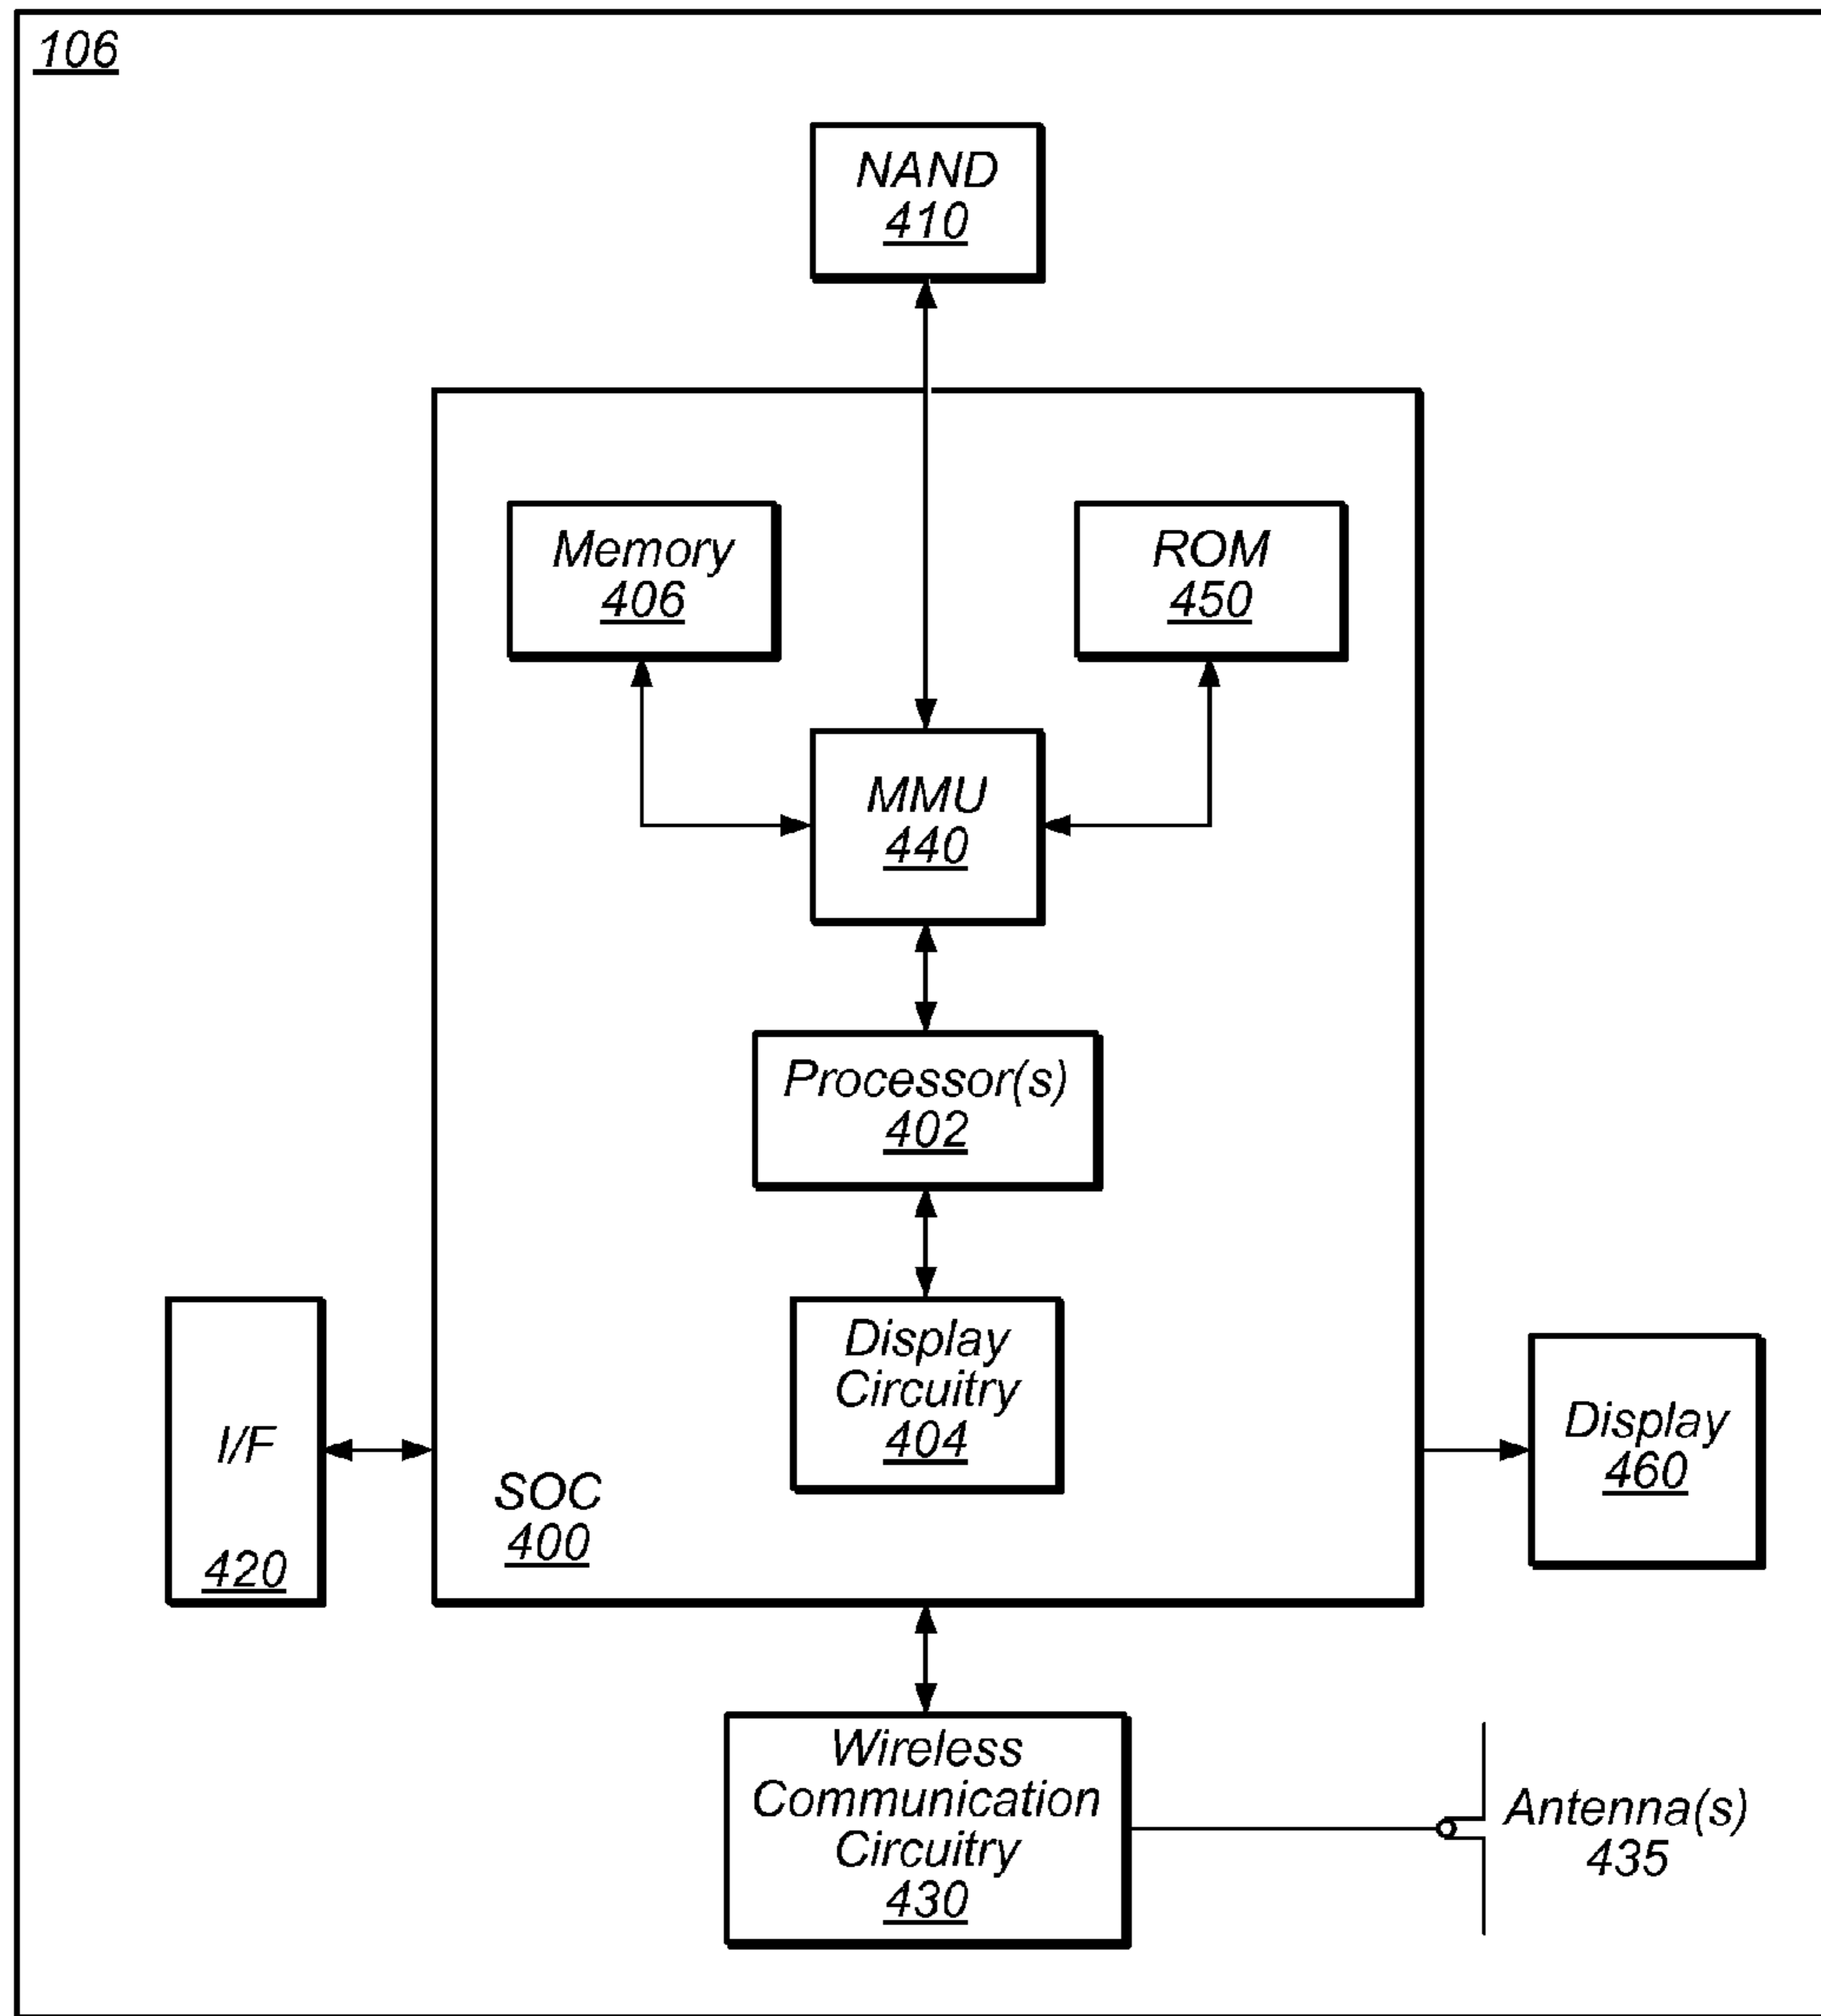 106
NAND
410
Memory
406
ROM
450
MMU
440
Processor(s)
402
Display
Circuitry
404
I/F
420
SOC
400
Display
460
Wireless
Communication
Circuitry
430
Antenna(s)
435